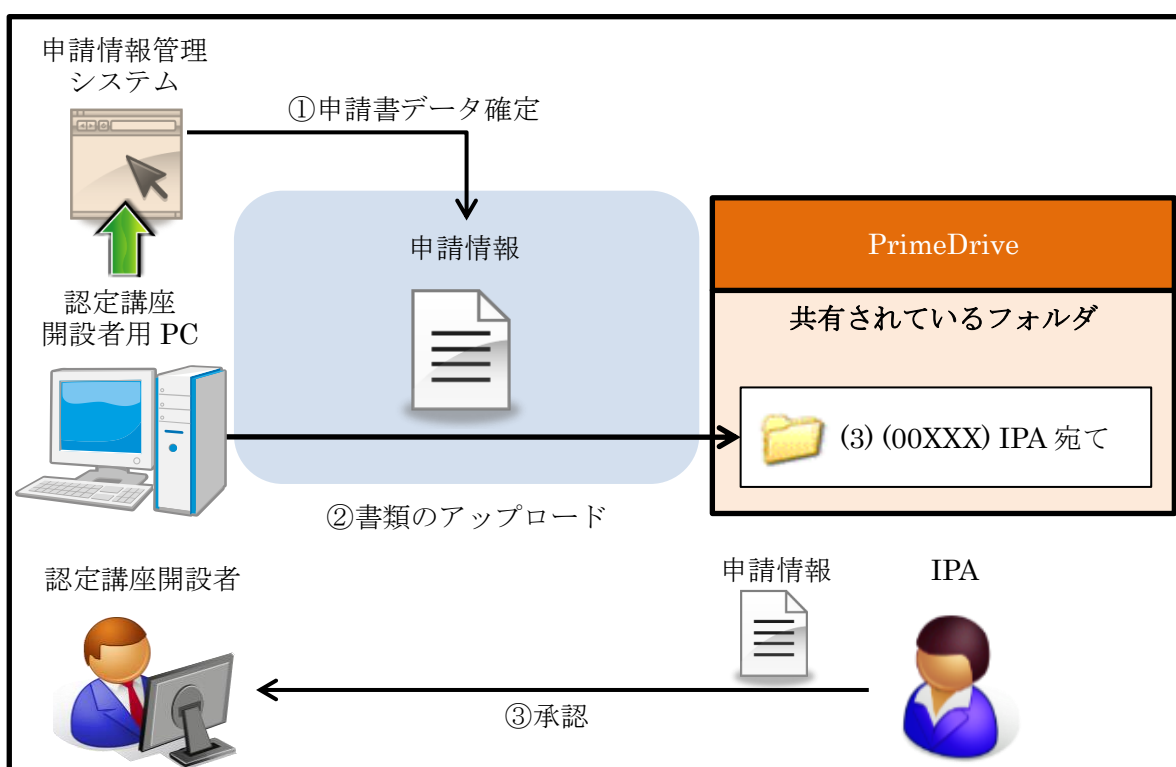 申請情報管理
システム
①申請書データ確定
申請情報
PrimeDrive
認定講座
開設者用 PC
共有されているフォルダ
(3) (00XXX) IPA 宛て
②書類のアップロード
認定講座開設者
申請情報
IPA
③承認